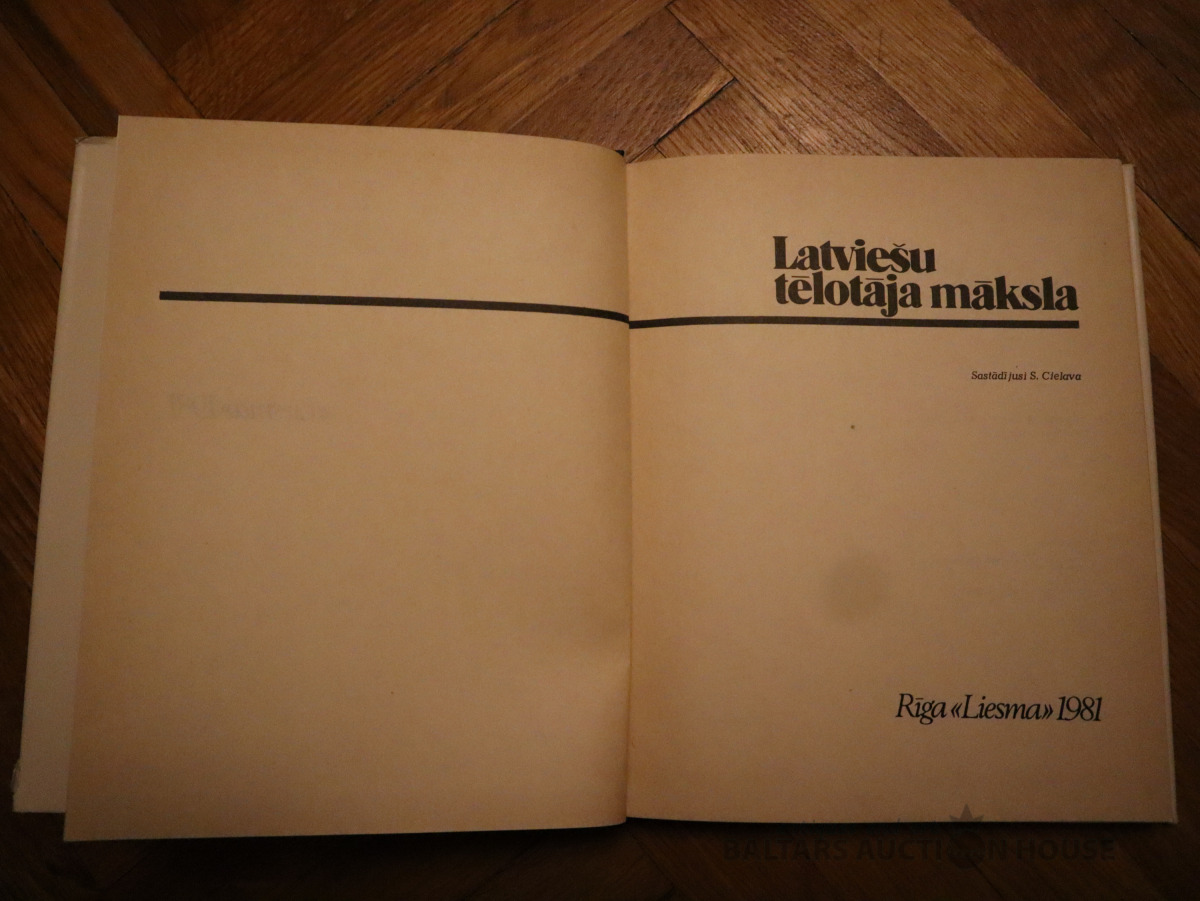 Latviešu
tēlotāja māksla
Sastādījusi S. Cielava
Rīga «Liesma» 1981
BALTARS AUCTION HOUSE